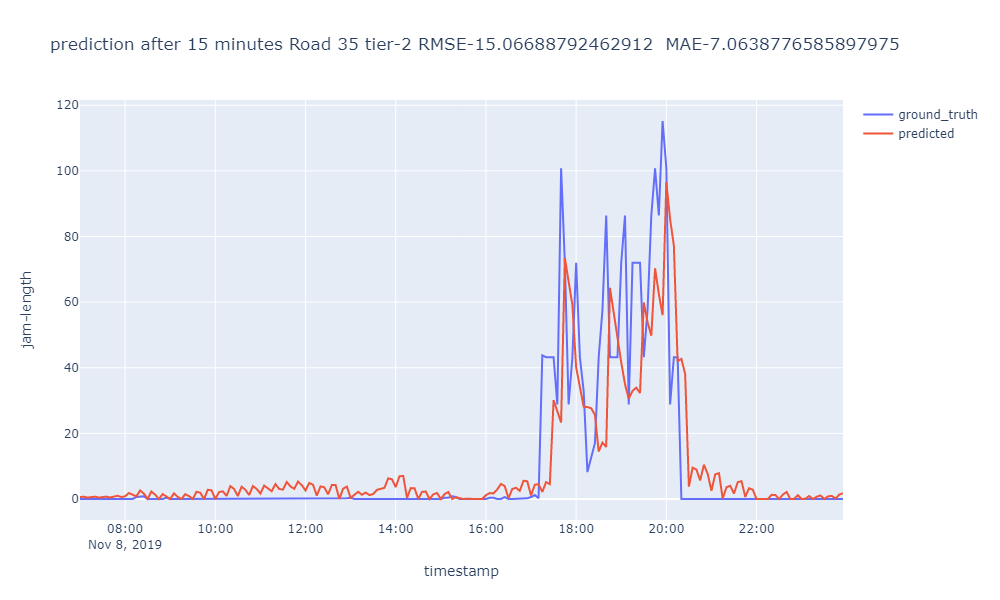 prediction after 15 minutes Road 35 tier-2 RMSE-15.06688792462912  MAE-7.0638776585897975
ground_truth
predicted
120
100
80
60
40
20
0
jam-length
08:00 10:00 12:00 14:00 16:00 18:00 20:00 22:00
Nov 8, 2019
timestamp